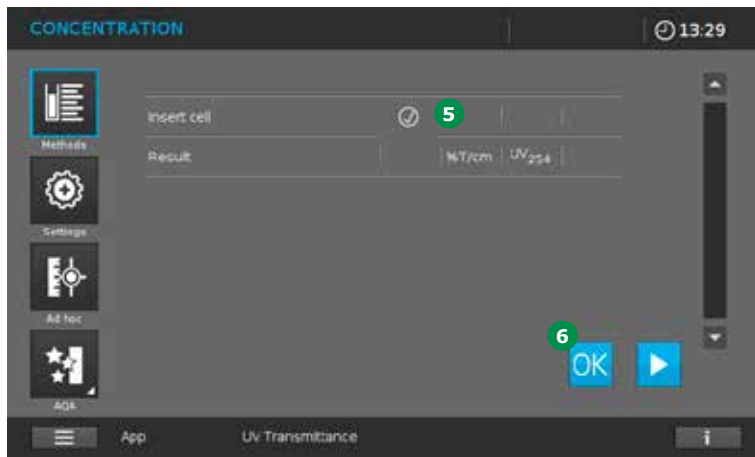 CONCENTRATION 13:29
Methods
Insert cell 5
Result %T/cm UV254
Settings
Ad hoc
6
OK
AQA
App UV Transmittance i